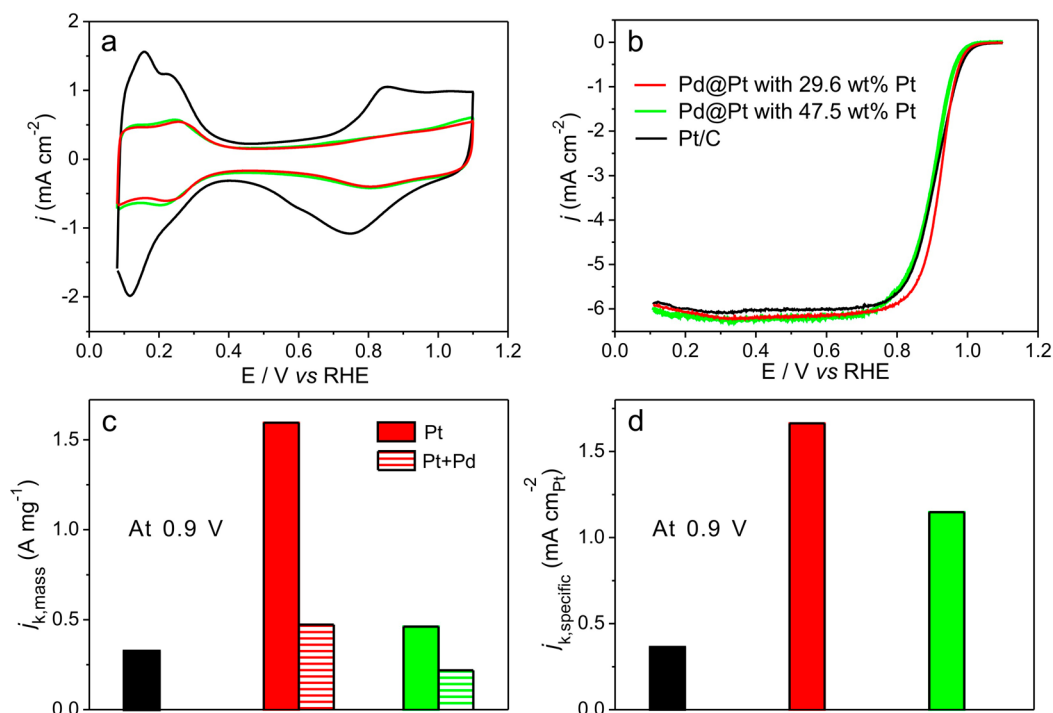 a
2
1
0
-1
-2
j (mA cm⁻²)
0.0 0.2 0.4 0.6 0.8 1.0 1.2
E / V vs RHE
b
0
-1
-2
-3
-4
-5
-6
j (mA cm⁻²)
Pd@Pt with 29.6 wt% Pt
Pd@Pt with 47.5 wt% Pt
Pt/C
0.0 0.2 0.4 0.6 0.8 1.0 1.2
E / V vs RHE
c
1.5
1.0
0.5
0.0
j k,mass (A mg⁻¹)
Pt
Pt+Pd
At 0.9 V
d
1.5
1.0
0.5
0.0
j k,specific (mA cm⁻² Pt)
At 0.9 V